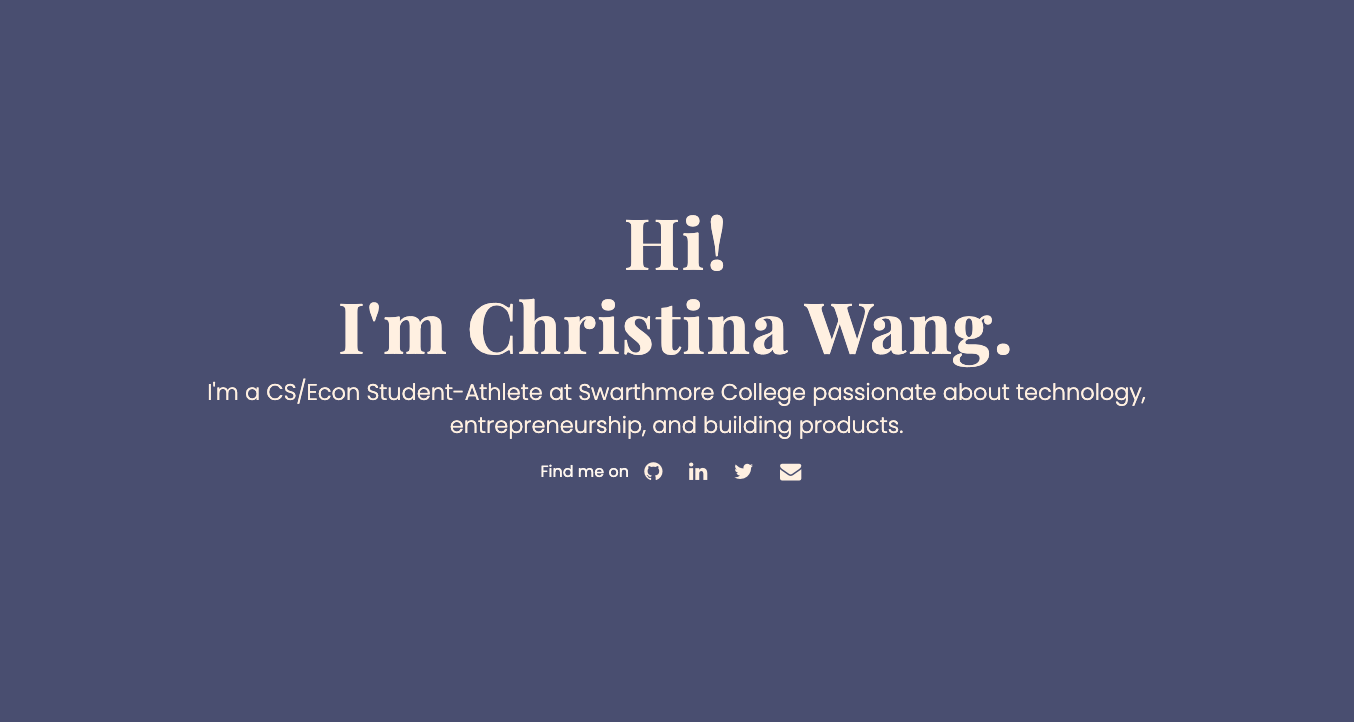 Hi!
I'm Christina Wang.
I'm a CS/Econ Student-Athlete at Swarthmore College passionate about technology,
entrepreneurship, and building products.
Find me on